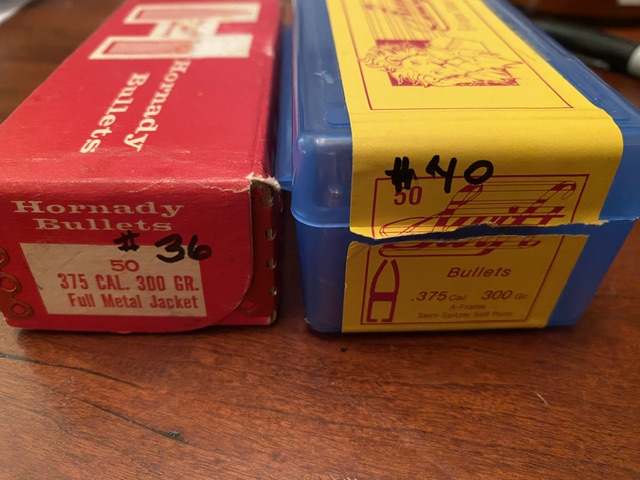 H
Hornady
Bullets
Hornady
Bullets
# 36
50
375 CAL. 300 GR.
Full Metal Jacket
# 40
50
Swift
Bullets
.375 Cal. 300 Gr.
A-Frame
Semi-Spitzer Soft Point